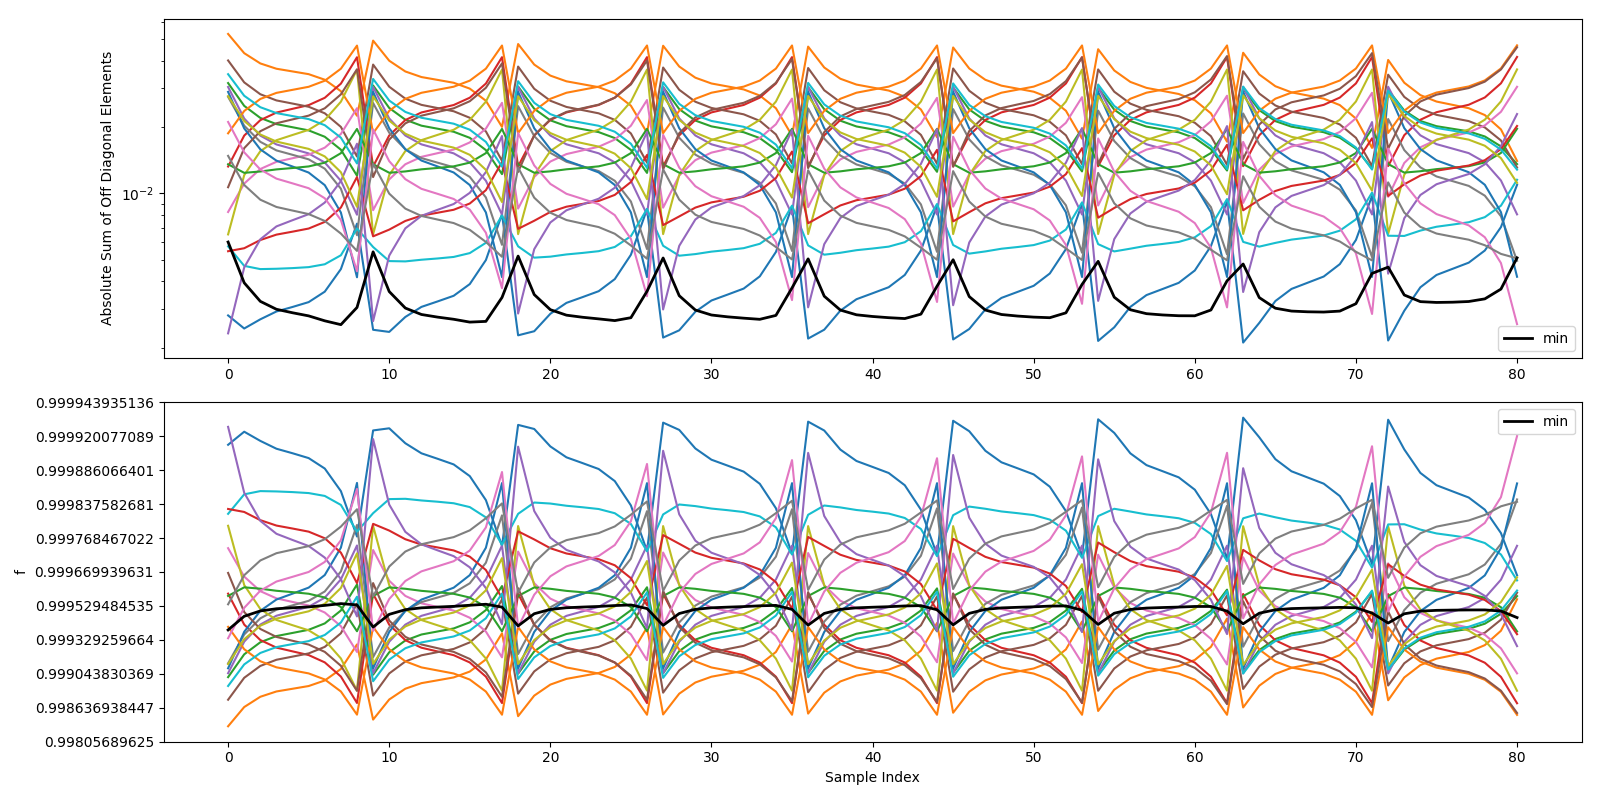 Absolute Sum of Off Diagonal Elements
10⁻²
min
0 10 20 30 40 50 60 70 80
f
0.999943935136
0.999920077089
0.999886066401
0.999837582681
0.999768467022
0.999669939631
0.999529484535
0.999329259664
0.999043830369
0.998636938447
0.99805689625
min
0 10 20 30 40 50 60 70 80
Sample Index